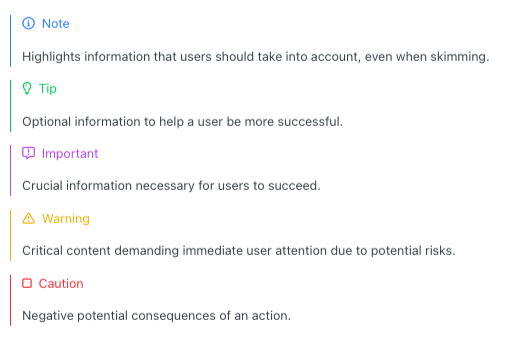 Note
Highlights information that users should take into account, even when skimming.
Tip
Optional information to help a user be more successful.
Important
Crucial information necessary for users to succeed.
Warning
Critical content demanding immediate user attention due to potential risks.
Caution
Negative potential consequences of an action.